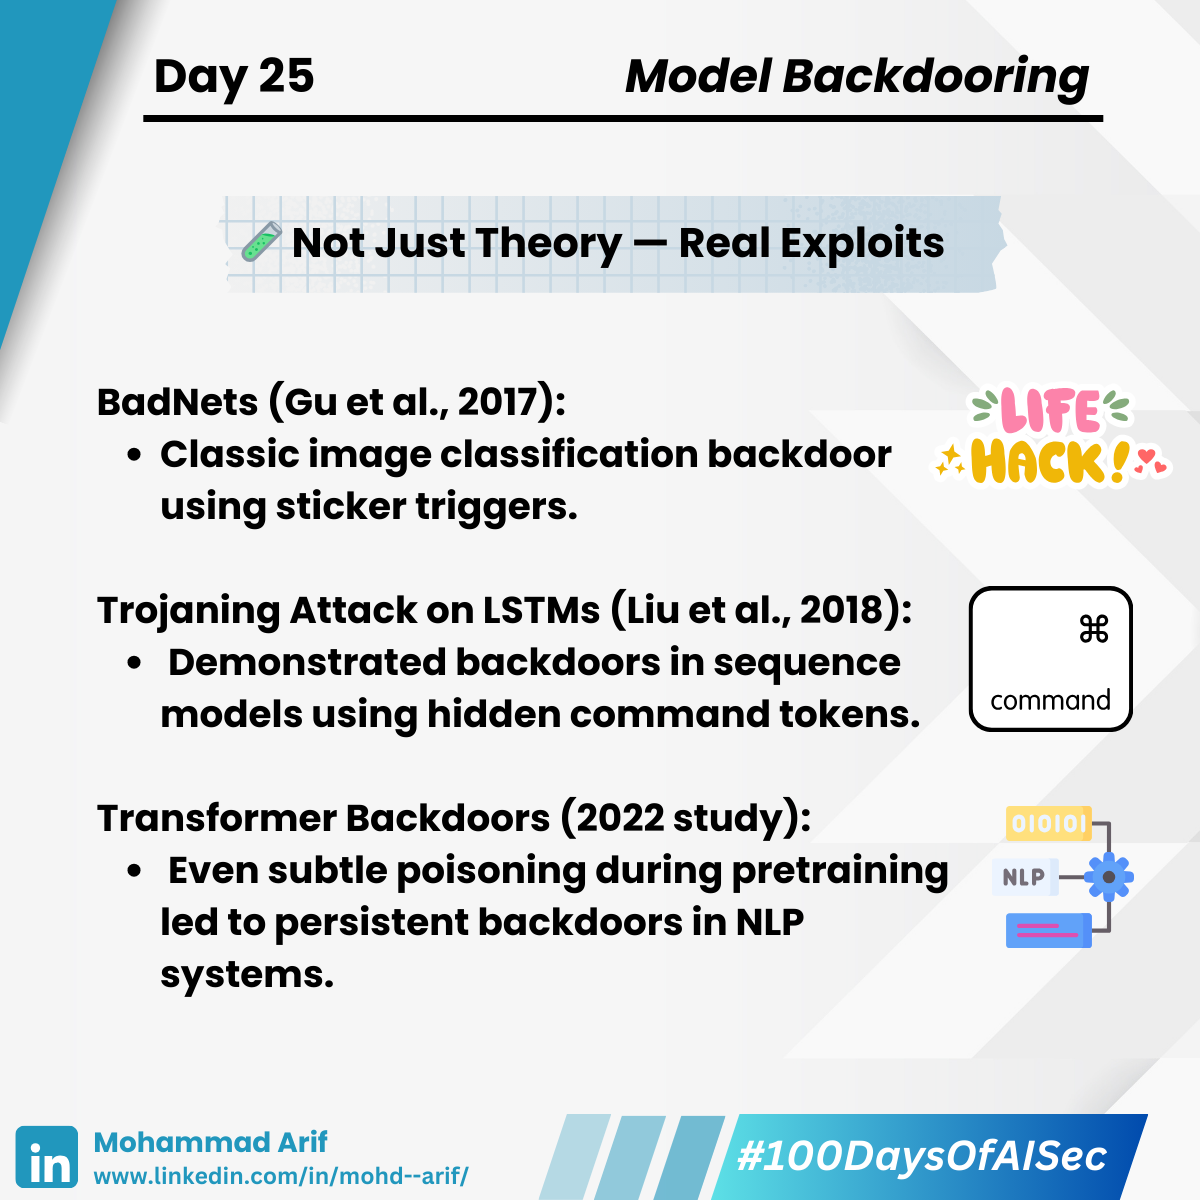 Day 25
Model Backdooring
🧪 Not Just Theory — Real Exploits
BadNets (Gu et al., 2017):
• Classic image classification backdoor
using sticker triggers.
LIFE
HACK!
Trojaning Attack on LSTMs (Liu et al., 2018):
• Demonstrated backdoors in sequence
models using hidden command tokens.
⌘
command
Transformer Backdoors (2022 study):
• Even subtle poisoning during pretraining
led to persistent backdoors in NLP
systems.
010101
NLP
in
Mohammad Arif
www.linkedin.com/in/mohd--arif/
#100DaysOfAISec